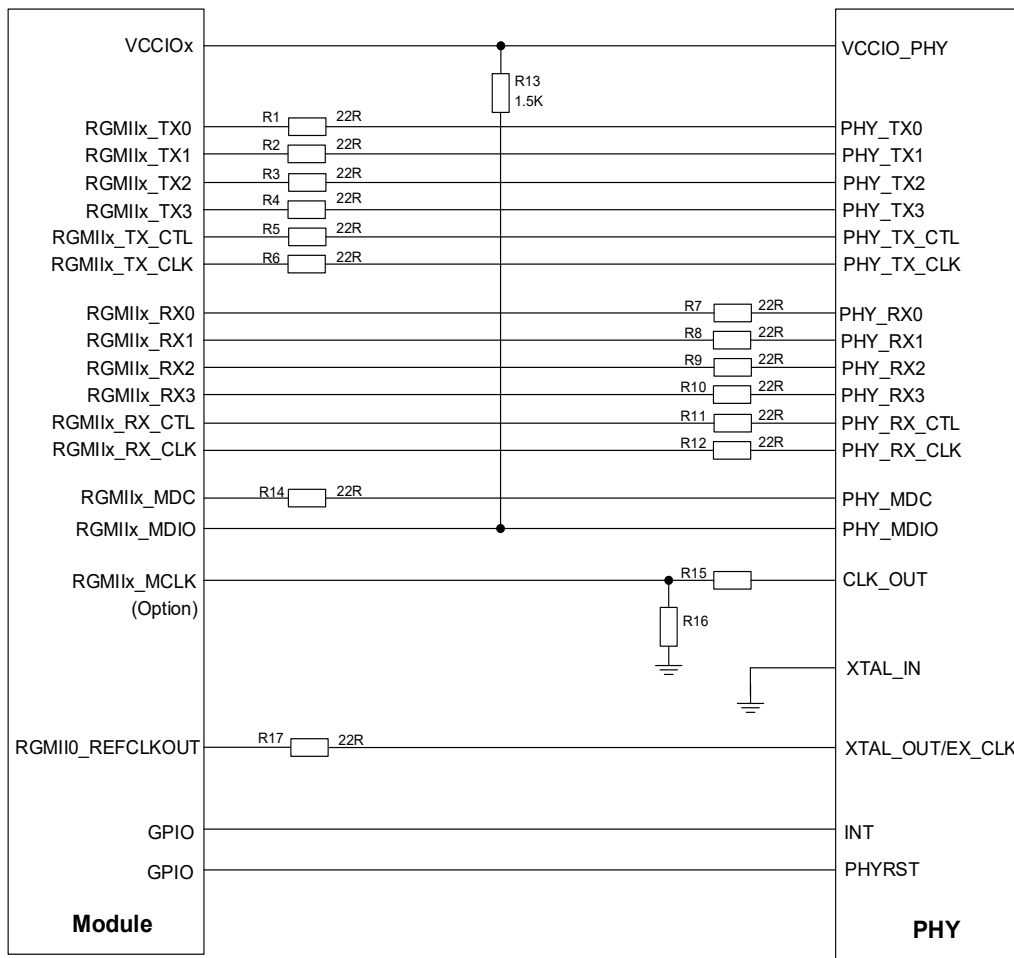 VCCIOx VCCIO_PHY
R13
1.5K
RGMIIx_TX0 R1 22R PHY_TX0
RGMIIx_TX1 R2 22R PHY_TX1
RGMIIx_TX2 R3 22R PHY_TX2
RGMIIx_TX3 R4 22R PHY_TX3
RGMIIx_TX_CTL R5 22R PHY_TX_CTL
RGMIIx_TX_CLK R6 22R PHY_TX_CLK
RGMIIx_RX0 R7 22R PHY_RX0
RGMIIx_RX1 R8 22R PHY_RX1
RGMIIx_RX2 R9 22R PHY_RX2
RGMIIx_RX3 R10 22R PHY_RX3
RGMIIx_RX_CTL R11 22R PHY_RX_CTL
RGMIIx_RX_CLK R12 22R PHY_RX_CLK
RGMIIx_MDC R14 22R PHY_MDC
RGMIIx_MDIO PHY_MDIO
RGMIIx_MCLK R15 CLK_OUT
(Option) R16
XTAL_IN
RGMII0_REFCLKOUT R17 22R XTAL_OUT/EX_CLK
GPIO INT
GPIO PHYRST
Module PHY